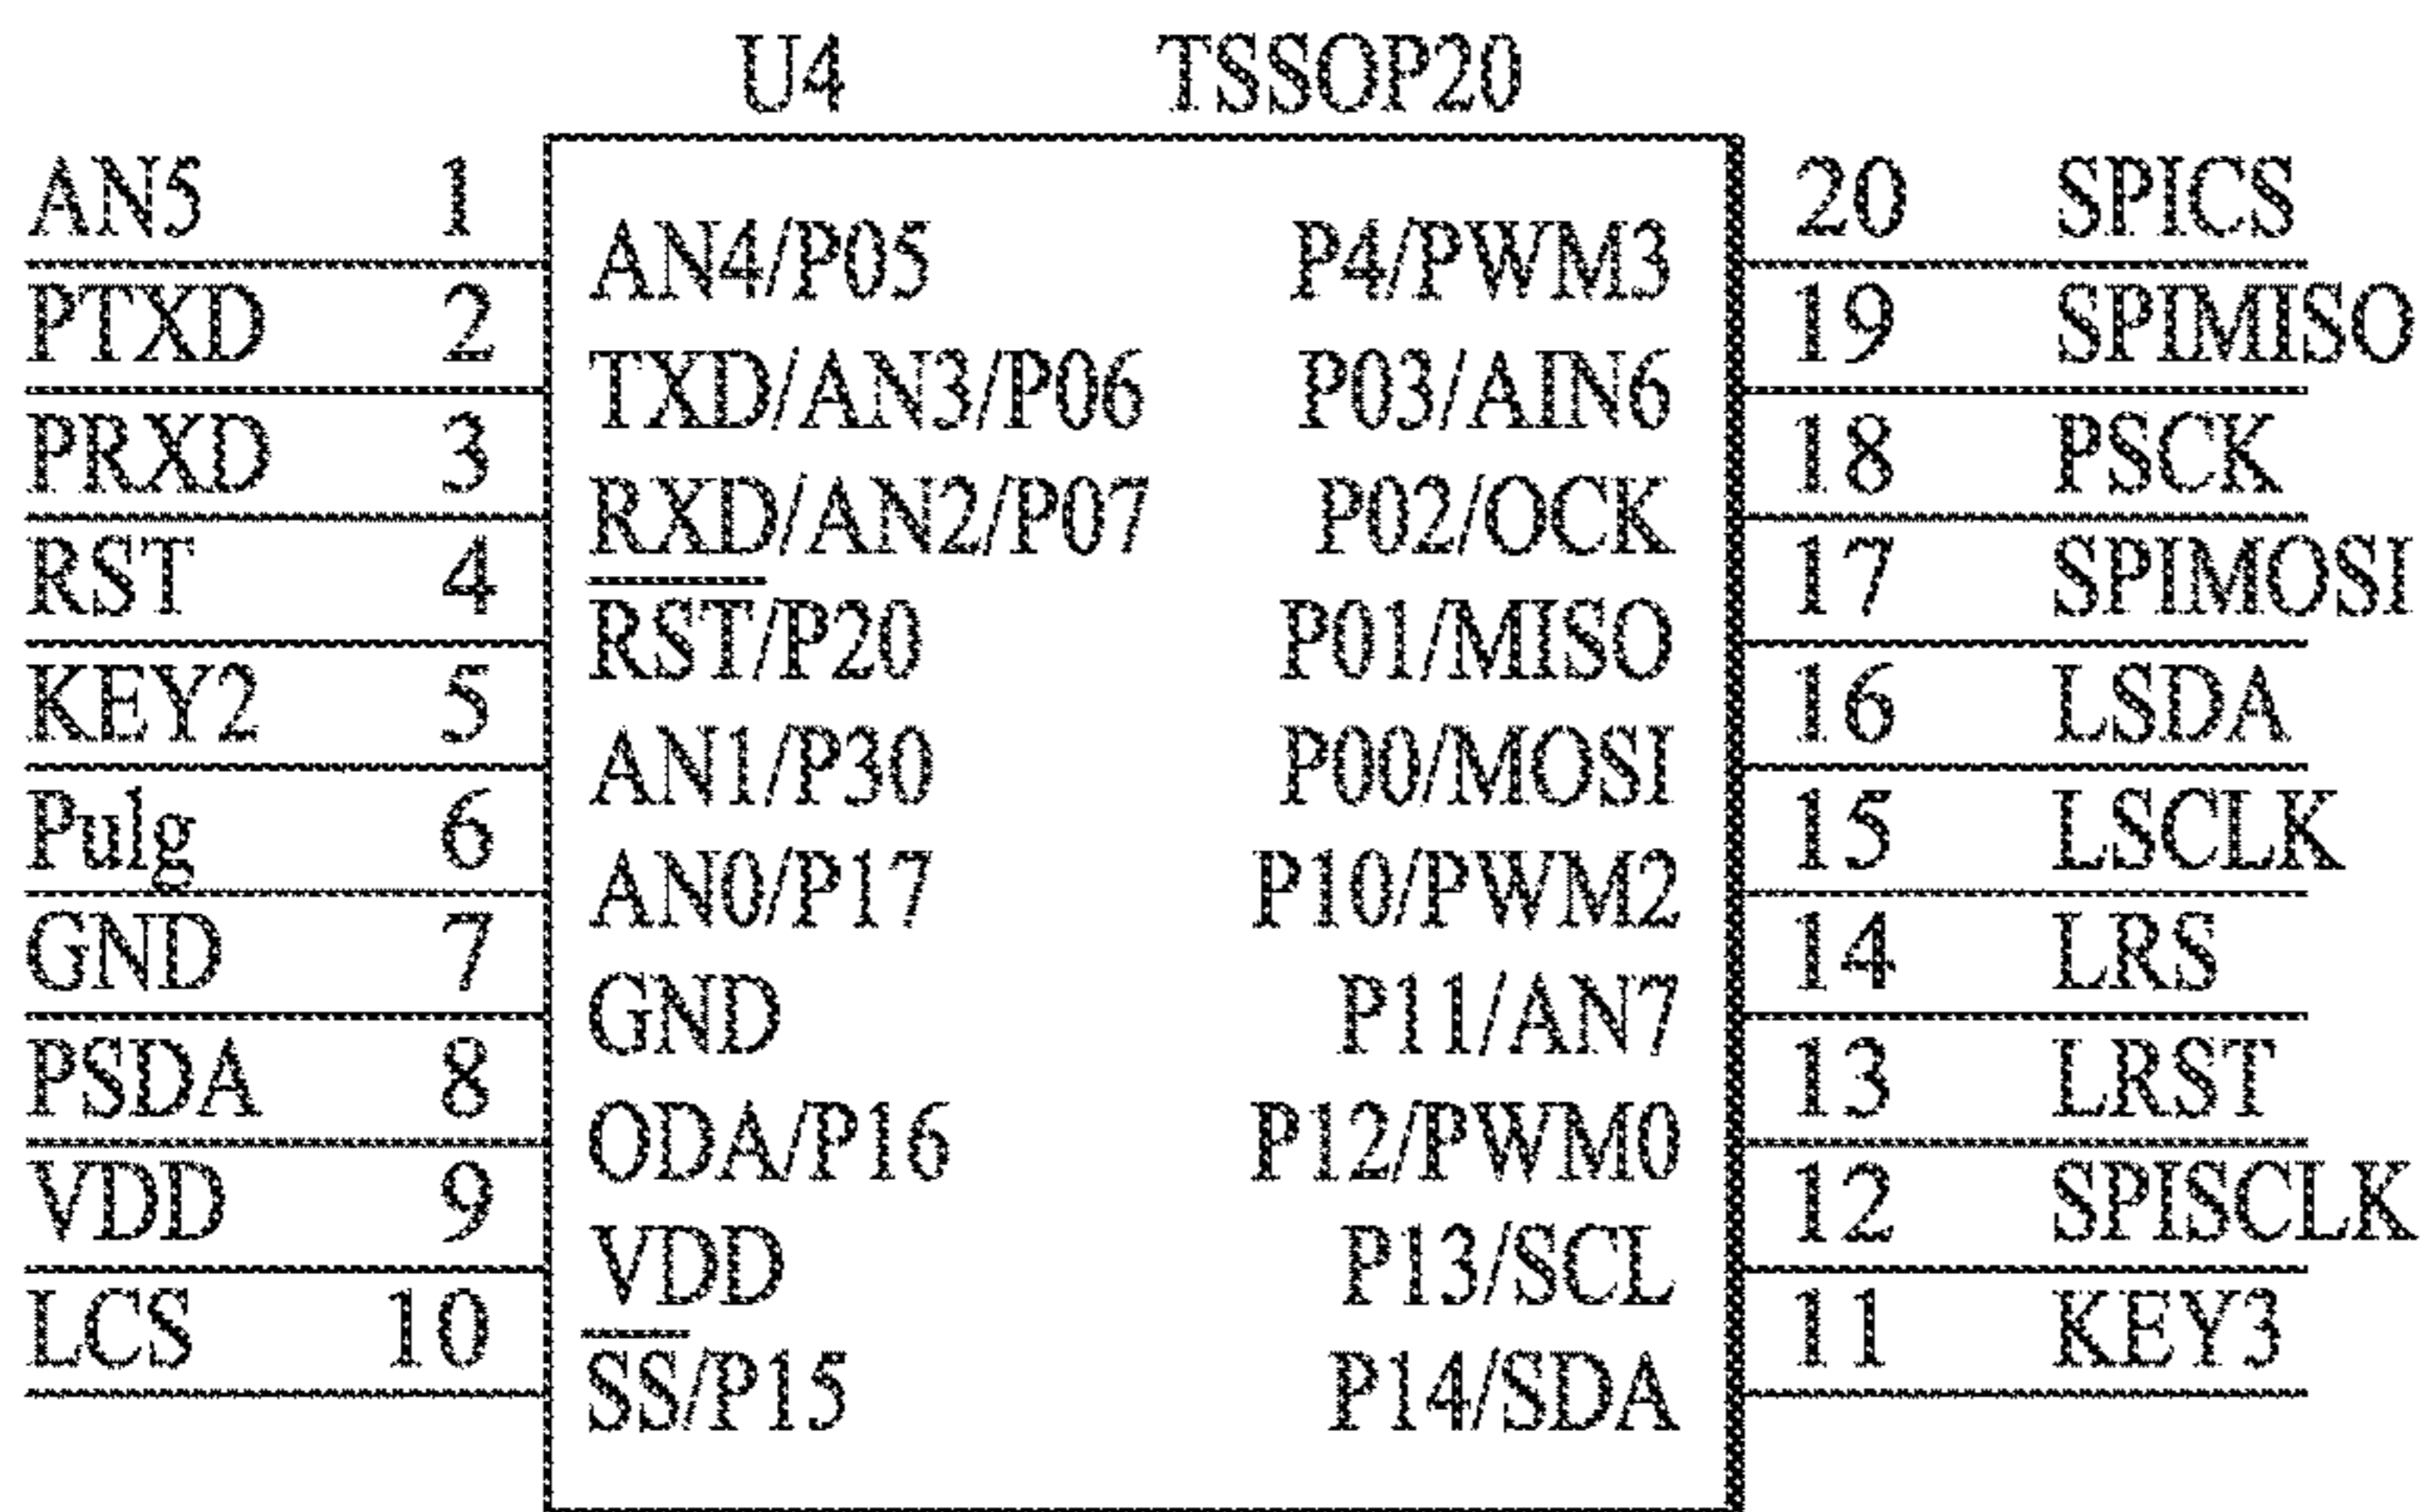 U4 TSSOP20
AN5 1 AN4/P05 P4/PWM3 20 SPICS
PTXD 2 TXD/AN3/P06 P03/AIN6 19 SPIMISO
PRXD 3 RXD/AN2/P07 P02/OCK 18 PSCK
RST 4 RST/P20 P01/MISO 17 SPIMOSI
KEY2 5 AN1/P30 P00/MOSI 16 LSDA
Pulg 6 AN0/P17 P10/PWM2 15 LSCLK
GND 7 GND P11/AN7 14 LRS
PSDA 8 ODA/P16 P12/PWM0 13 LRST
VDD 9 VDD P13/SCL 12 SPISCLK
LCS 10 SS/P15 P14/SDA 11 KEY3